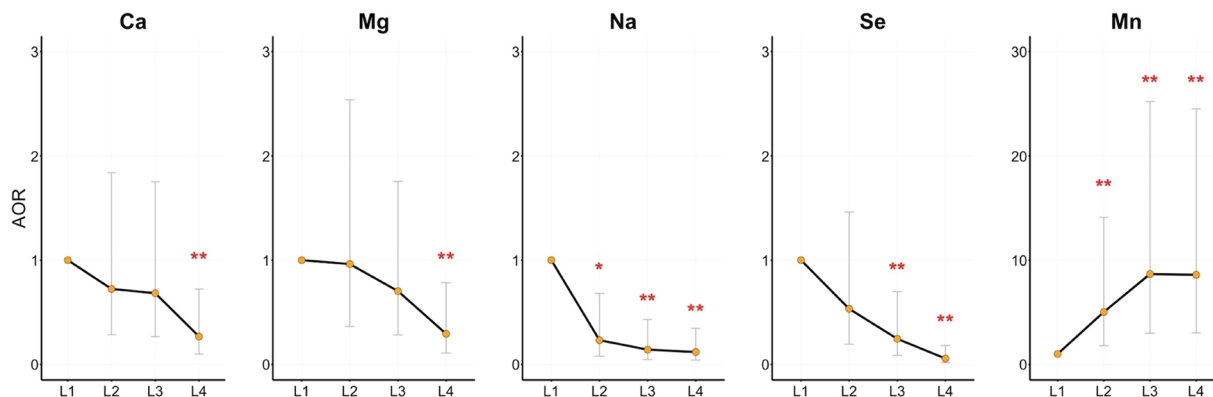 Ca Mg Na Se Mn
AOR
3 3 3 3 30
** **
2 2 2 2 20
**
1 1 1 1 10
** ** * ** ** ** **
0 0 0 0 0
L1 L2 L3 L4 L1 L2 L3 L4 L1 L2 L3 L4 L1 L2 L3 L4 L1 L2 L3 L4